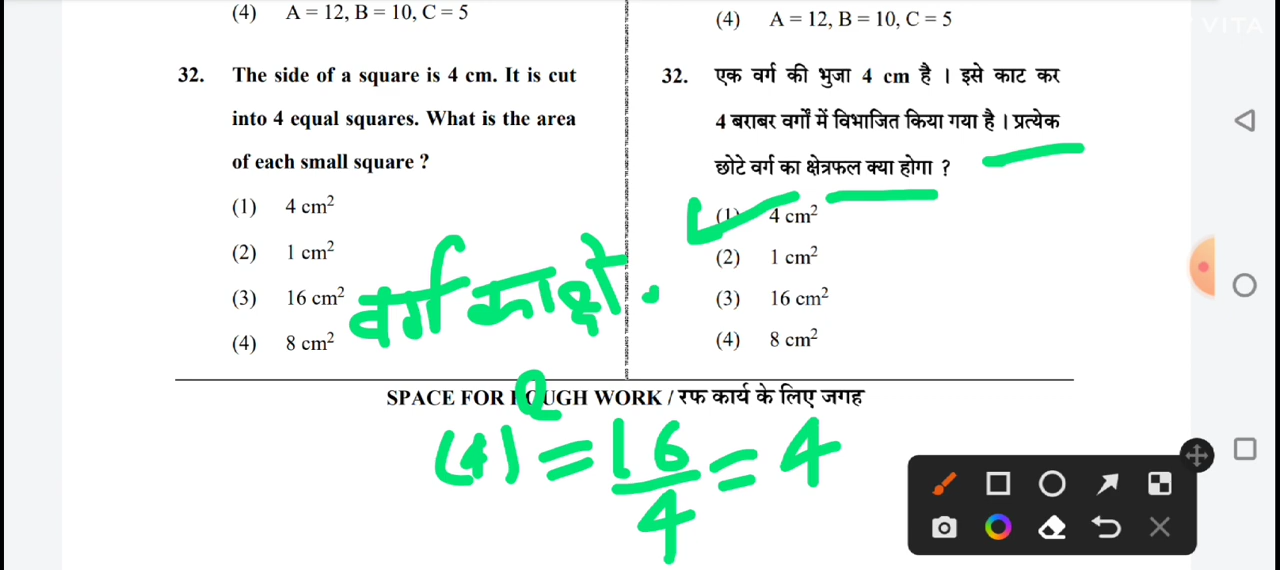 (4) A = 12, B = 10, C = 5
32. The side of a square is 4 cm. It is cut
into 4 equal squares. What is the area
of each small square ?
(1) 4 cm²
(2) 1 cm²
(3) 16 cm²
(4) 8 cm²
(4) A = 12, B = 10, C = 5
32. एक वर्ग की भुजा 4 cm है । इसे काट कर
4 बराबर वर्गों में विभाजित किया गया है । प्रत्येक
छोटे वर्ग का क्षेत्रफल क्या होगा ?
(1) 4 cm²
(2) 1 cm²
(3) 16 cm²
(4) 8 cm²
वर्ग का क्षे.
SPACE FOR ROUGH WORK / रफ कार्य के लिए जगह
(4)² = 16/4 = 4
VITA